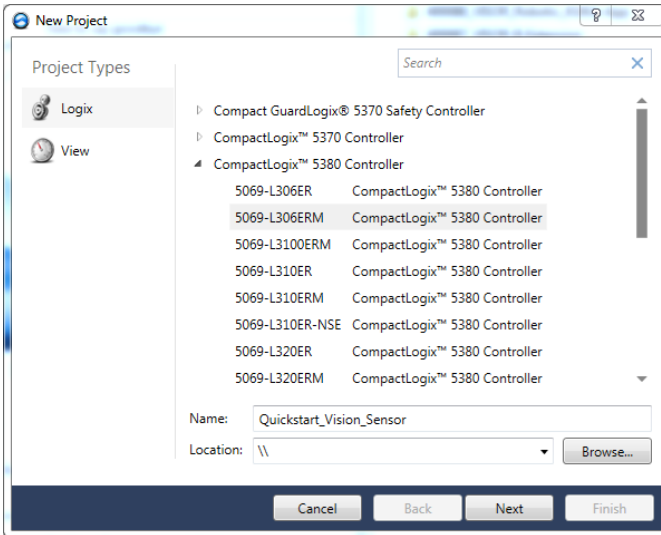 New Project
?
Project Types
Search
Logix
View
Compact GuardLogix® 5370 Safety Controller
CompactLogix™ 5370 Controller
CompactLogix™ 5380 Controller
5069-L306ER CompactLogix™ 5380 Controller
5069-L306ERM CompactLogix™ 5380 Controller
5069-L3100ERM CompactLogix™ 5380 Controller
5069-L310ER CompactLogix™ 5380 Controller
5069-L310ERM CompactLogix™ 5380 Controller
5069-L310ER-NSE CompactLogix™ 5380 Controller
5069-L320ER CompactLogix™ 5380 Controller
5069-L320ERM CompactLogix™ 5380 Controller
Name: Quickstart_Vision_Sensor
Location: \\ Browse...
Cancel Back Next Finish